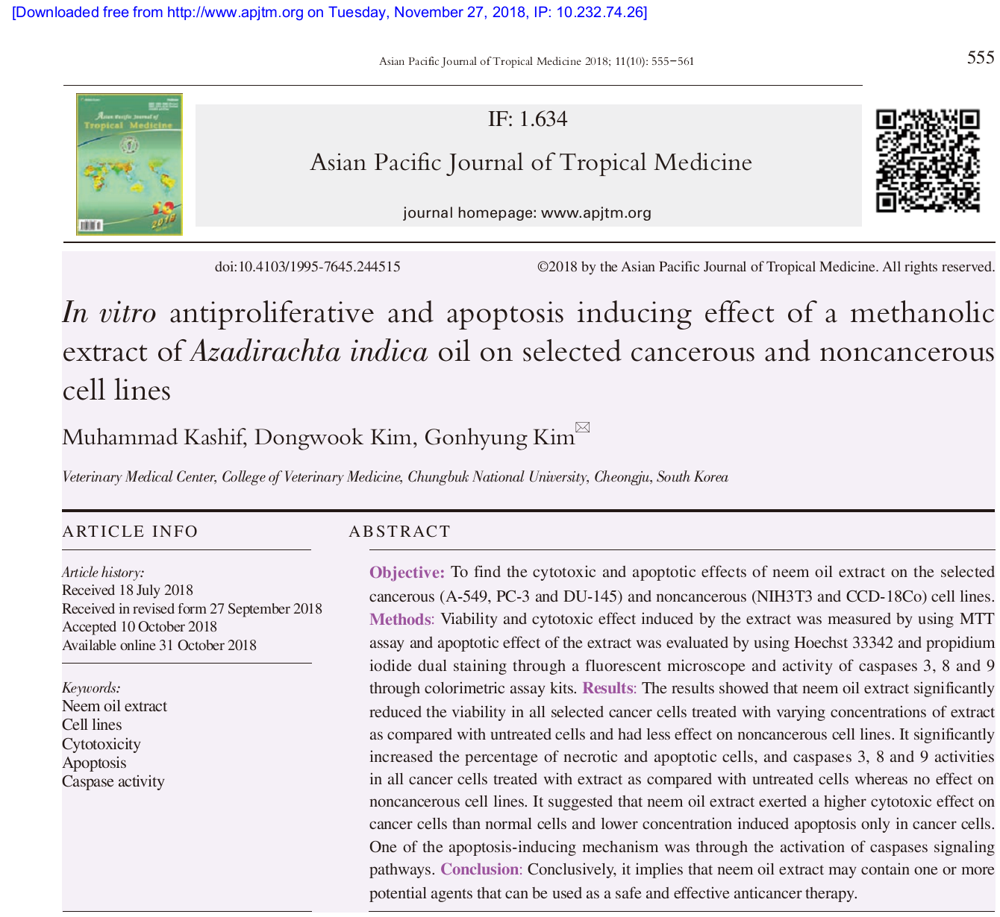 [Downloaded free from http://www.apjtm.org on Tuesday, November 27, 2018, IP: 10.232.74.26]
Asian Pacific Journal of Tropical Medicine 2018; 11(10): 555-561
555
Asian Pacific Journal of
Tropical Medicine
2018
IF: 1.634
Asian Pacific Journal of Tropical Medicine
journal homepage: www.apjtm.org
doi:10.4103/1995-7645.244515
©2018 by the Asian Pacific Journal of Tropical Medicine. All rights reserved.
In vitro antiproliferative and apoptosis inducing effect of a methanolic
extract of Azadirachta indica oil on selected cancerous and noncancerous
cell lines
Muhammad Kashif, Dongwook Kim, Gonhyung Kim
Veterinary Medical Center, College of Veterinary Medicine, Chungbuk National University, Cheongju, South Korea
ARTICLE INFO
Article history:
Received 18 July 2018
Received in revised form 27 September 2018
Accepted 10 October 2018
Available online 31 October 2018
Keywords:
Neem oil extract
Cell lines
Cytotoxicity
Apoptosis
Caspase activity
ABSTRACT
Objective: To find the cytotoxic and apoptotic effects of neem oil extract on the selected
cancerous (A-549, PC-3 and DU-145) and noncancerous (NIH3T3 and CCD-18Co) cell lines.
Methods: Viability and cytotoxic effect induced by the extract was measured by using MTT
assay and apoptotic effect of the extract was evaluated by using Hoechst 33342 and propidium
iodide dual staining through a fluorescent microscope and activity of caspases 3, 8 and 9
through colorimetric assay kits. Results: The results showed that neem oil extract significantly
reduced the viability in all selected cancer cells treated with varying concentrations of extract
as compared with untreated cells and had less effect on noncancerous cell lines. It significantly
increased the percentage of necrotic and apoptotic cells, and caspases 3, 8 and 9 activities
in all cancer cells treated with extract as compared with untreated cells whereas no effect on
noncancerous cell lines. It suggested that neem oil extract exerted a higher cytotoxic effect on
cancer cells than normal cells and lower concentration induced apoptosis only in cancer cells.
One of the apoptosis-inducing mechanism was through the activation of caspases signaling
pathways. Conclusion: Conclusively, it implies that neem oil extract may contain one or more
potential agents that can be used as a safe and effective anticancer therapy.